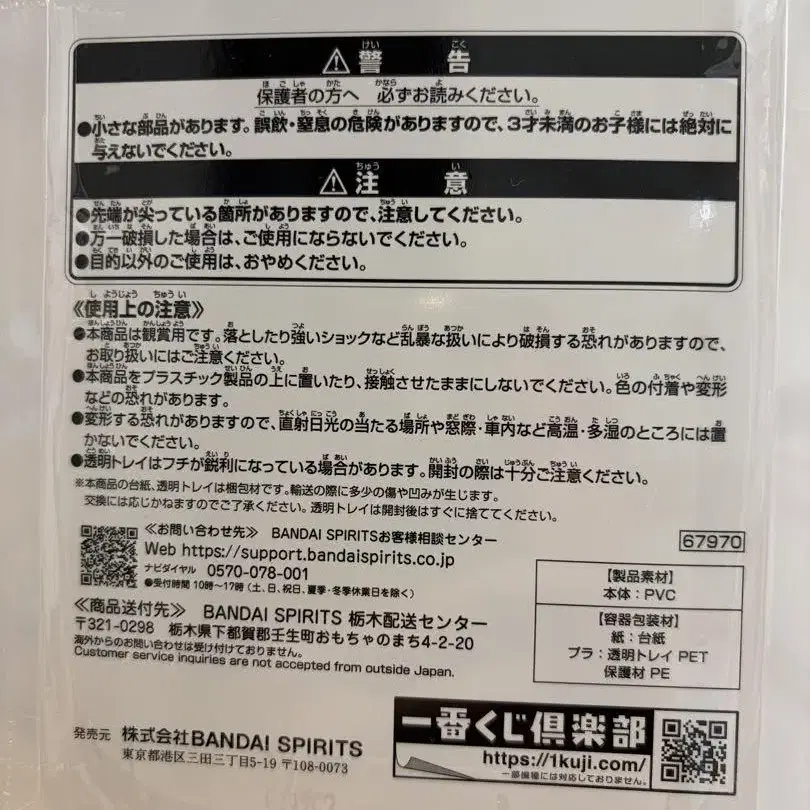 ⚠警告
保護者の方へ 必ずお読みください。
●小さな部品があります。誤飲・窒息の危険がありますので、3才未満のお子様には絶対に
与えないでください。
⚠注意
●先端が尖っている箇所がありますので、注意してください。
●万一破損した場合は、ご使用にならないでください。
●目的以外のご使用は、おやめください。
《使用上の注意》
●本商品は観賞用です。落としたり強いショックなど乱暴な扱いにより破損する恐れがありますので、
お取り扱いにはご注意ください。
●本商品をプラスチック製品の上に置いたり、接触させたままにしないでください。色の付着や変形
などの恐れがあります。
●変形する恐れがありますので、直射日光の当たる場所や窓際・車内など高温・多湿のところには置
かないでください。
●透明トレイはフチが鋭利になっている場合があります。開封の際は十分ご注意ください。
※本商品の台紙、透明トレイは梱包材です。輸送の際に多少の傷や凹みが生じます。
交換には応じかねますのでご了承ください。透明トレイは開封後はすぐに捨ててください。
≪お問い合わせ先≫ BANDAI SPIRITSお客様相談センター
Web https://support.bandaispirits.co.jp
ナビダイヤル 0570-078-001
●受付時間 10時〜17時 (土、日、祝日、夏季・冬季休業日を除く)
≪商品送付先≫ BANDAI SPIRITS 栃木配送センター
〒321-0298 栃木県下都賀郡壬生町おもちゃのまち4-2-20
海外からのお問い合わせは受け付けておりません。
Customer service inquiries are not accepted from outside Japan.
67970
【製品素材】
本体：PVC
【容器包装材】
紙：台紙
プラ：透明トレイ PET
保護材 PE
発売元 株式会社BANDAI SPIRITS
東京都港区三田三丁目5-19 〒108-0073
一番くじ倶楽部
https://1kuji.com/
一部機種には対応しておりません。